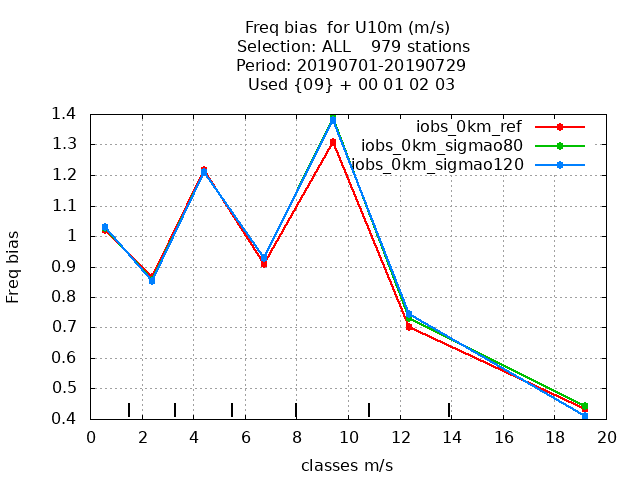 Freq bias  for U10m (m/s)
Selection: ALL    979 stations
Period: 20190701-20190729
Used {09} + 00 01 02 03
iobs_0km_ref
iobs_0km_sigmao80
iobs_0km_sigmao120
Freq bias
1.4
1.3
1.2
1.1
1
0.9
0.8
0.7
0.6
0.5
0.4
0 2 4 6 8 10 12 14 16 18 20
classes m/s